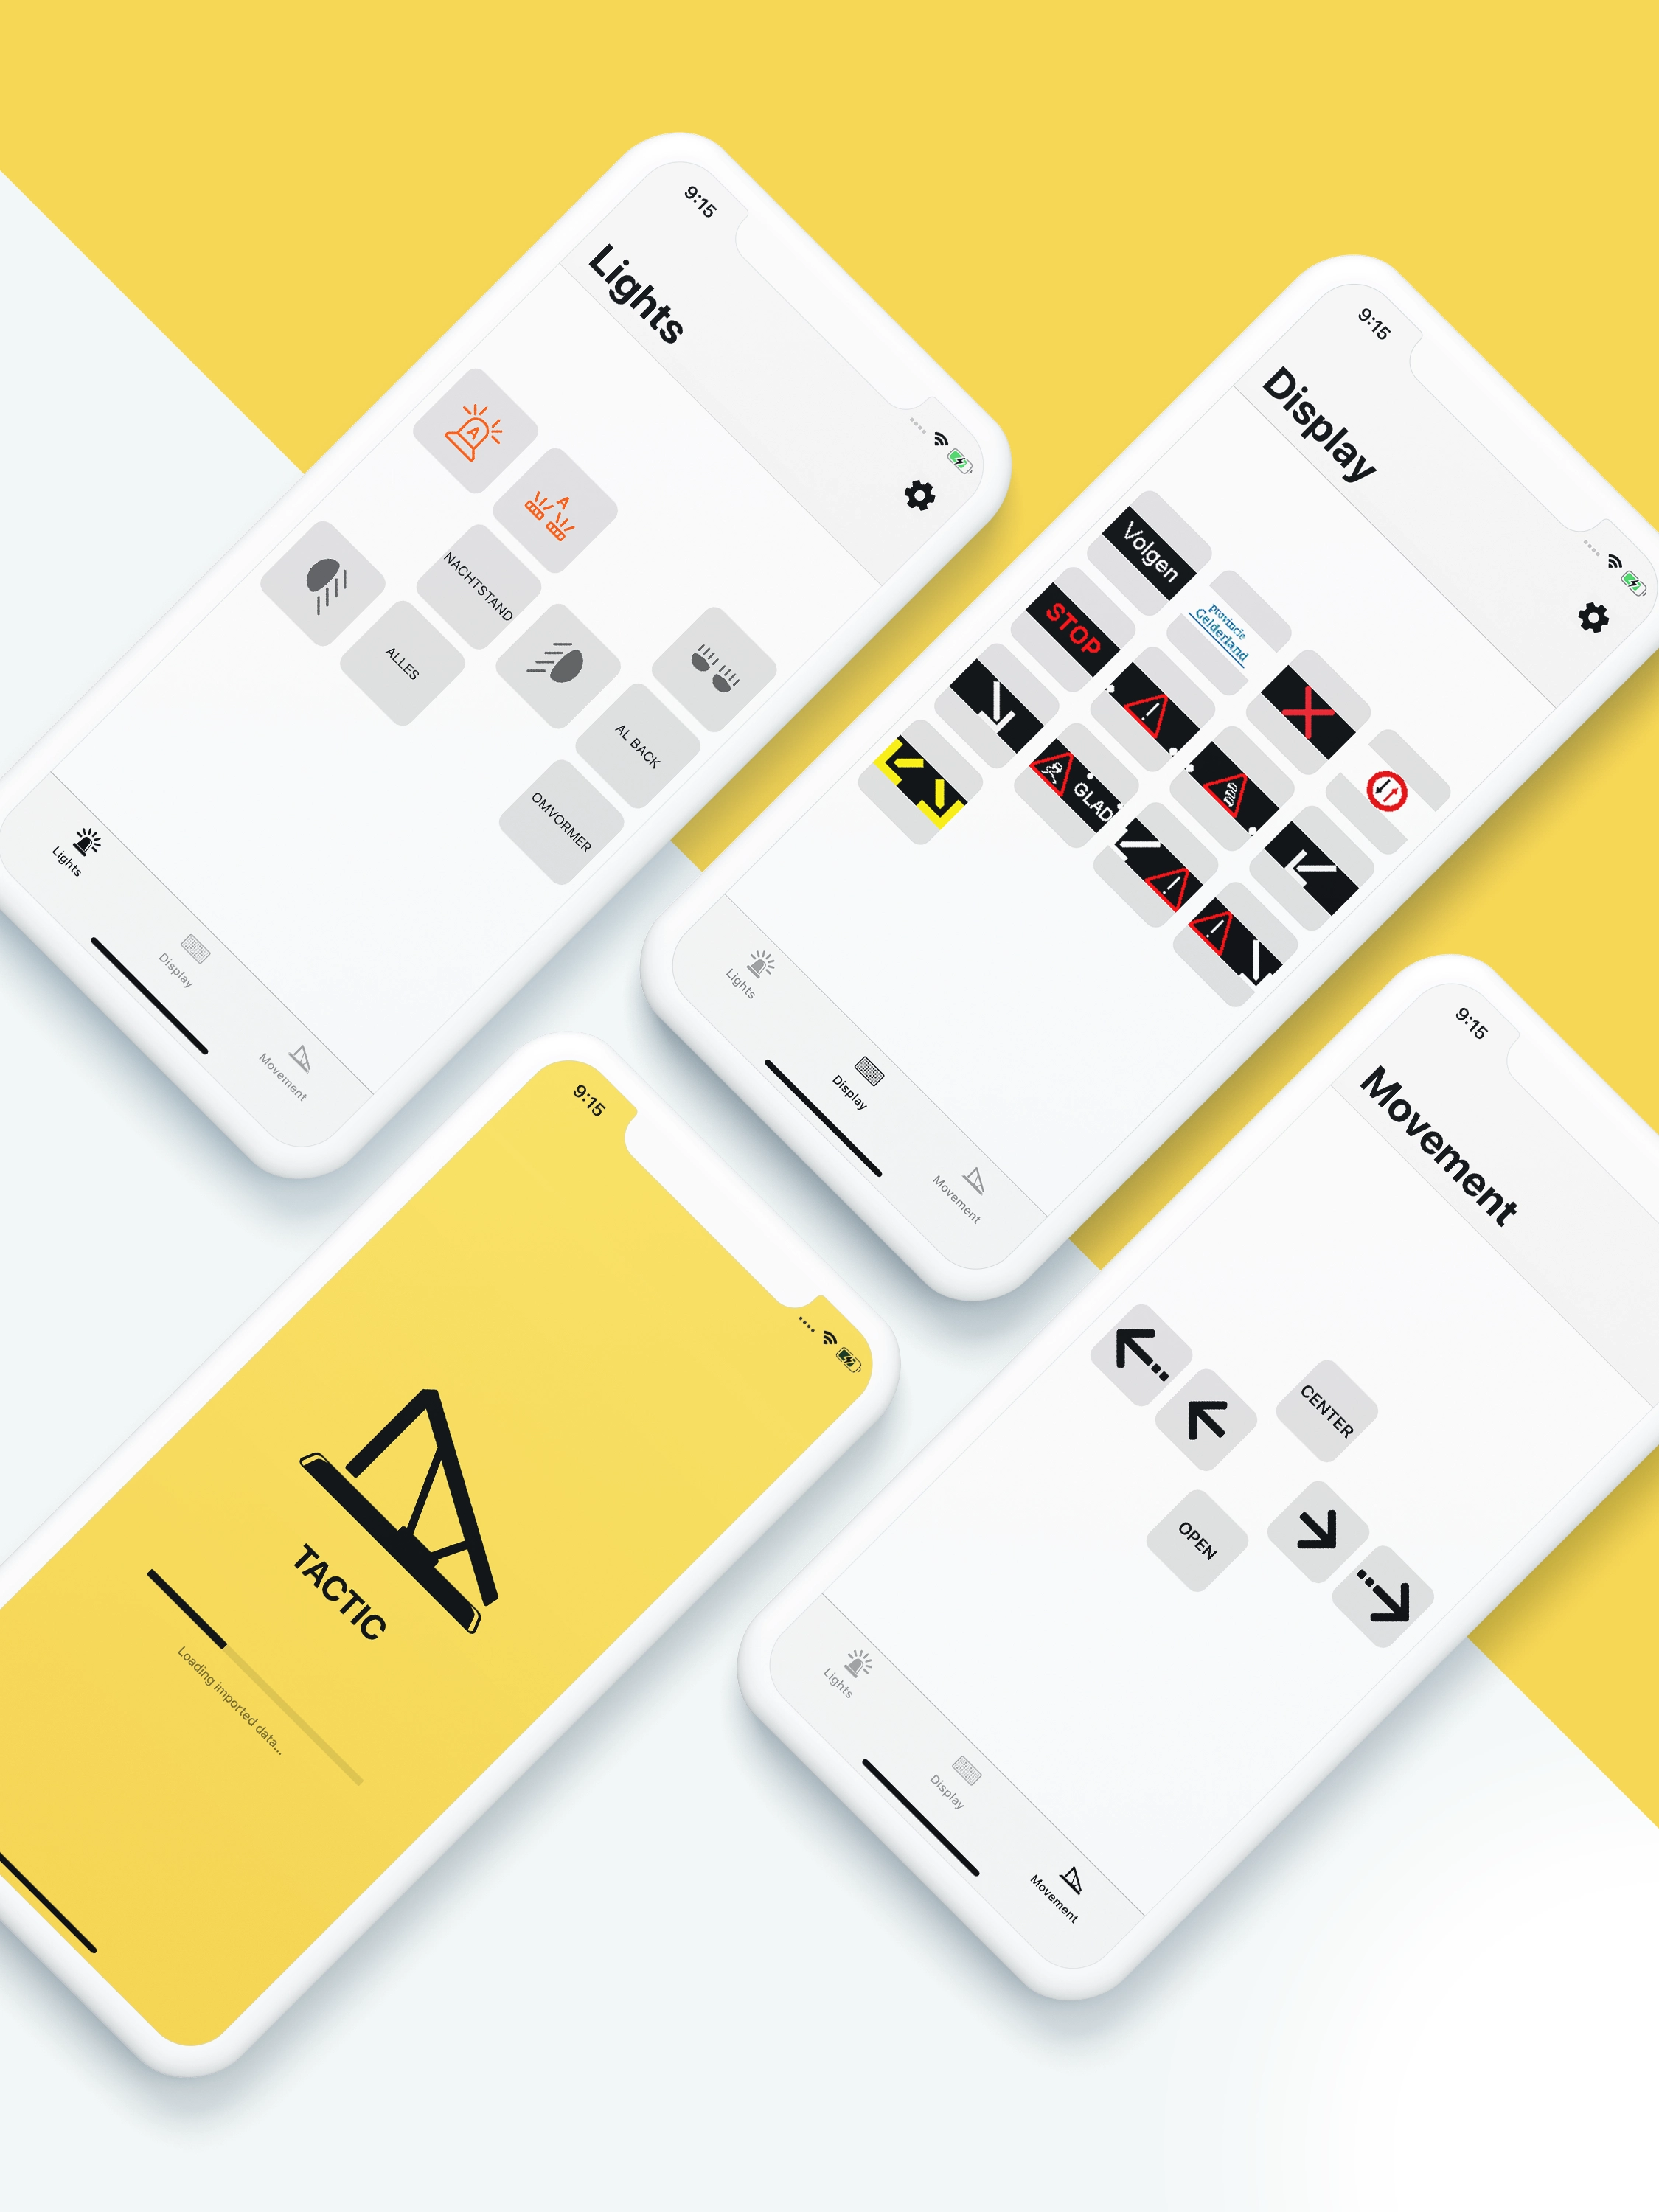 9:15
Lights
A
A
NACHTSTAND
ALLES
AL BACK
OMVORMER
Lights
Display
Movement
9:15
Display
Volgen
provincie
Gelderland
STOP
!
GLAD
!
!
Lights
Display
Movement
9:15
TACTIC
Loading imported data...
9:15
Movement
CENTER
OPEN
Lights
Display
Movement